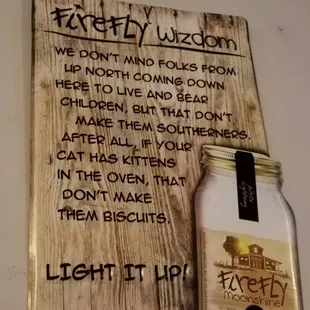 Firefly Wizdom
WE DON'T MIND FOLKS FROM
UP NORTH COMING DOWN
HERE TO LIVE AND BEAR
CHILDREN, BUT THAT DON'T
MAKE THEM SOUTHERNERS.
AFTER ALL, IF YOUR
CAT HAS KITTENS
IN THE OVEN, THAT
DON'T MAKE
THEM BISCUITS.
LIGHT IT UP!
Firefly
moonshine